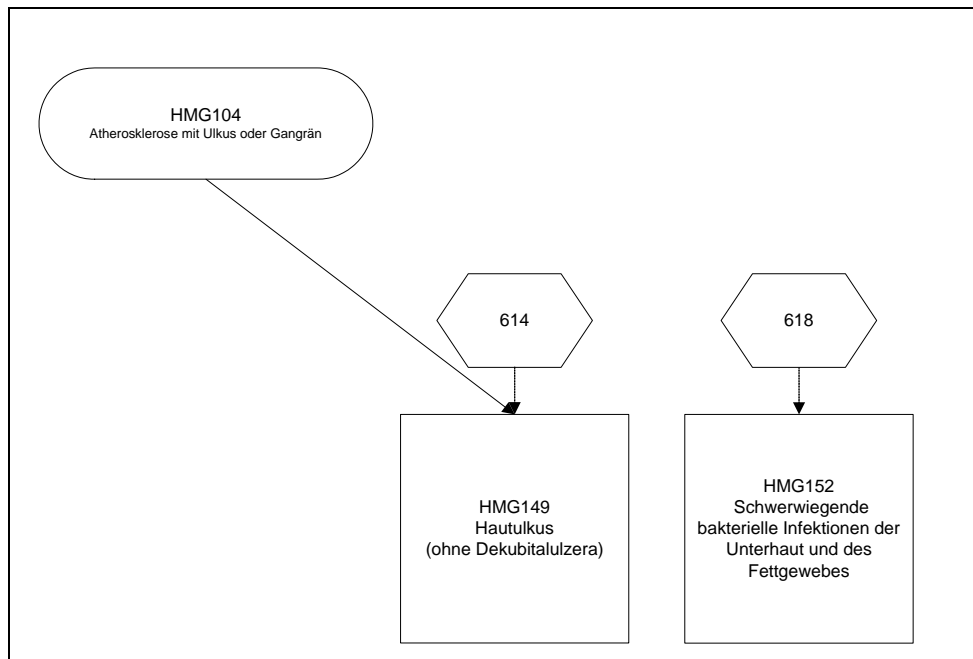 HMG104
Atherosklerose mit Ulkus oder Gangrän
614
618
HMG149
Hautulkus
(ohne Dekubitalulzera)
HMG152
Schwerwiegende
bakterielle Infektionen der
Unterhaut und des
Fettgewebes